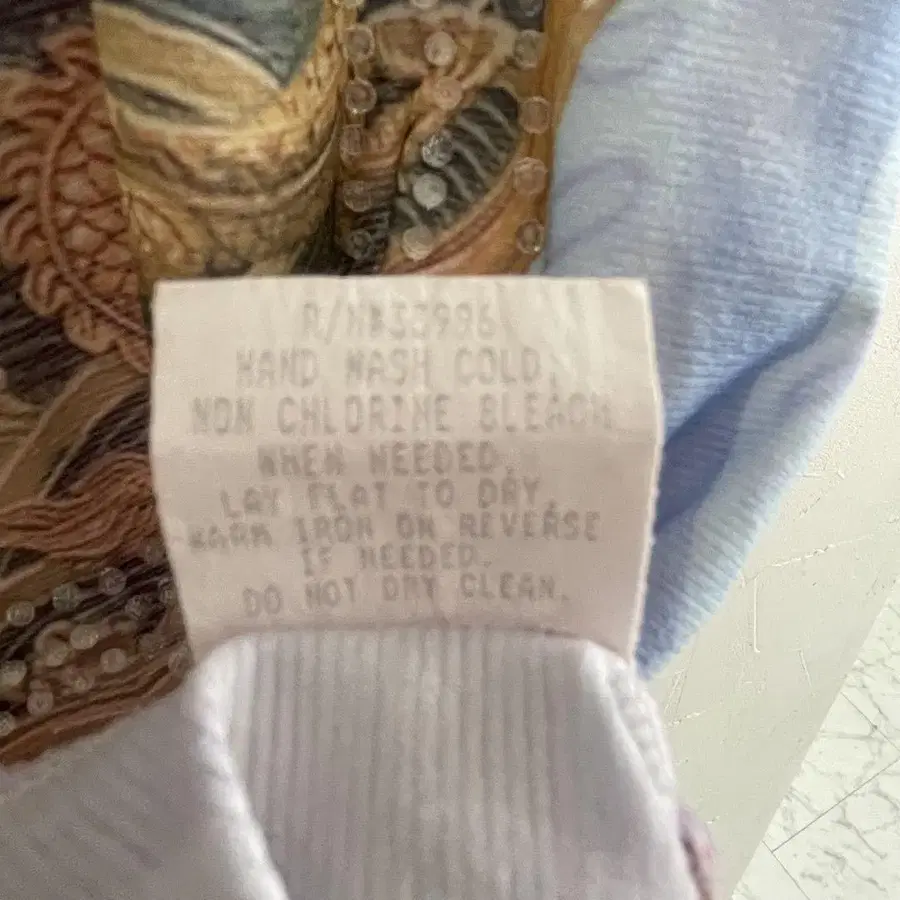 R/N#33996
HAND WASH COLD,
NON CHLORINE BLEACH
WHEN NEEDED,
LAY FLAT TO DRY,
WARM IRON ON REVERSE
IF NEEDED.
DO NOT DRY CLEAN.